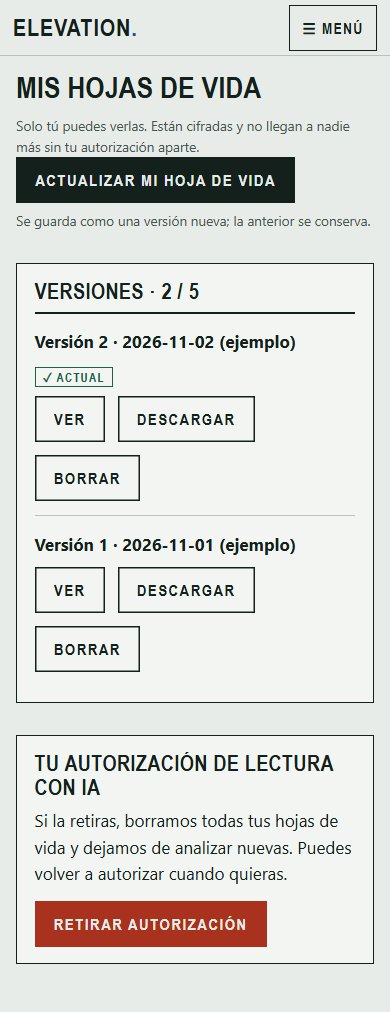 ELEVATION.
☰ MENÚ
MIS HOJAS DE VIDA
Solo tú puedes verlas. Están cifradas y no llegan a nadie
más sin tu autorización aparte.
ACTUALIZAR MI HOJA DE VIDA
Se guarda como una versión nueva; la anterior se conserva.
VERSIONES · 2 / 5
Versión 2 · 2026-11-02 (ejemplo)
✓ ACTUAL
VER
DESCARGAR
BORRAR
Versión 1 · 2026-11-01 (ejemplo)
VER
DESCARGAR
BORRAR
TU AUTORIZACIÓN DE LECTURA
CON IA
Si la retiras, borramos todas tus hojas de
vida y dejamos de analizar nuevas. Puedes
volver a autorizar cuando quieras.
RETIRAR AUTORIZACIÓN